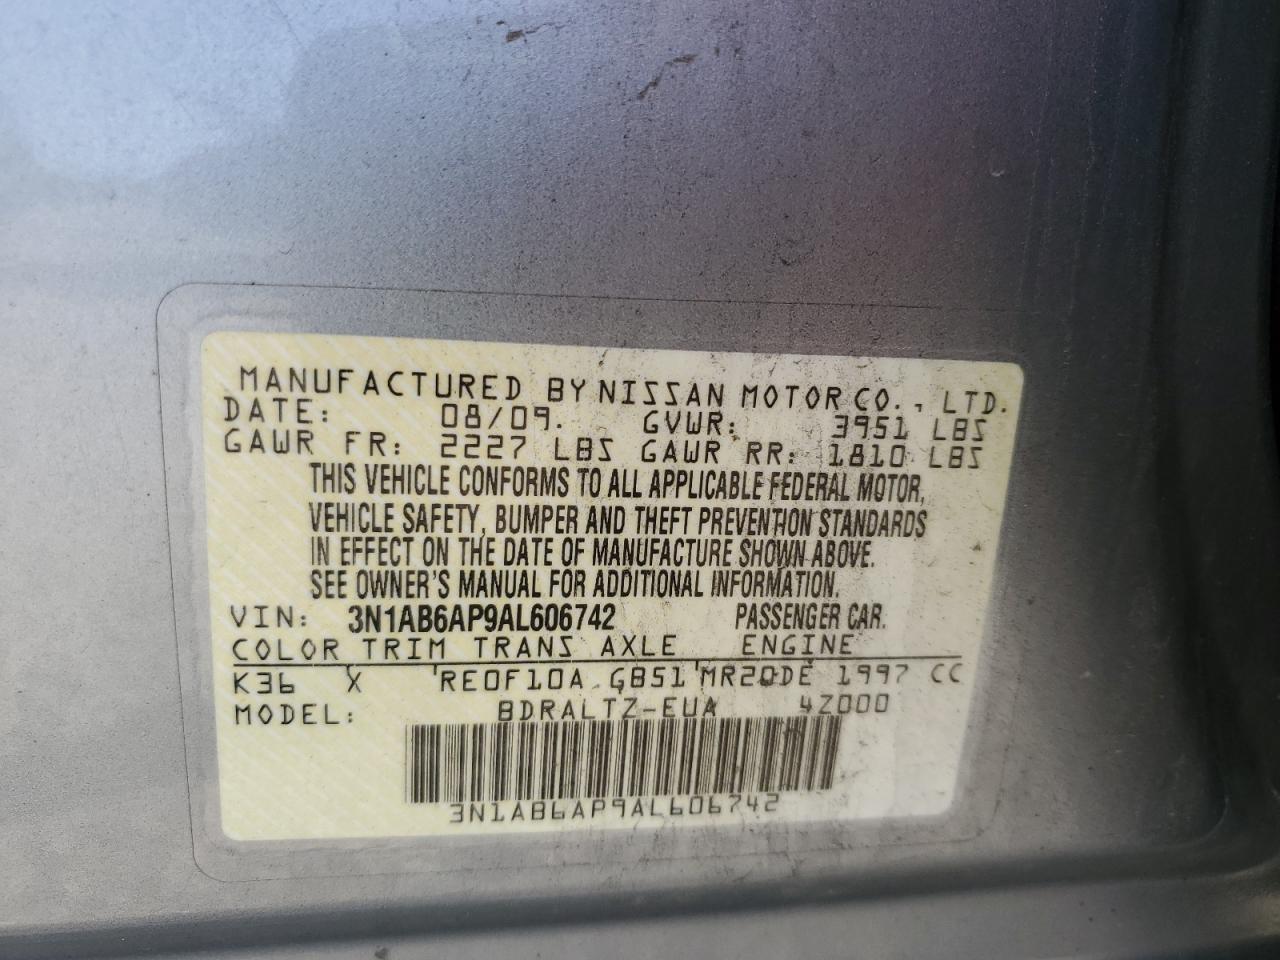 MANUFACTURED BY NISSAN MOTOR CO., LTD.
DATE: 08/09. GVWR: 3951 LBS
GAWR FR: 2227 LBS GAWR RR: 1810 LBS
THIS VEHICLE CONFORMS TO ALL APPLICABLE FEDERAL MOTOR,
VEHICLE SAFETY, BUMPER AND THEFT PREVENTION STANDARDS
IN EFFECT ON THE DATE OF MANUFACTURE SHOWN ABOVE.
SEE OWNER'S MANUAL FOR ADDITIONAL INFORMATION.
VIN: 3N1AB6AP9AL606742 PASSENGER CAR.
COLOR TRIM TRANS AXLE ENGINE
K36 X RE0F10A GB51 MR20DE 1997 CC
MODEL: BDRALTZ-EUA 4Z000
3N1AB6AP9AL606742